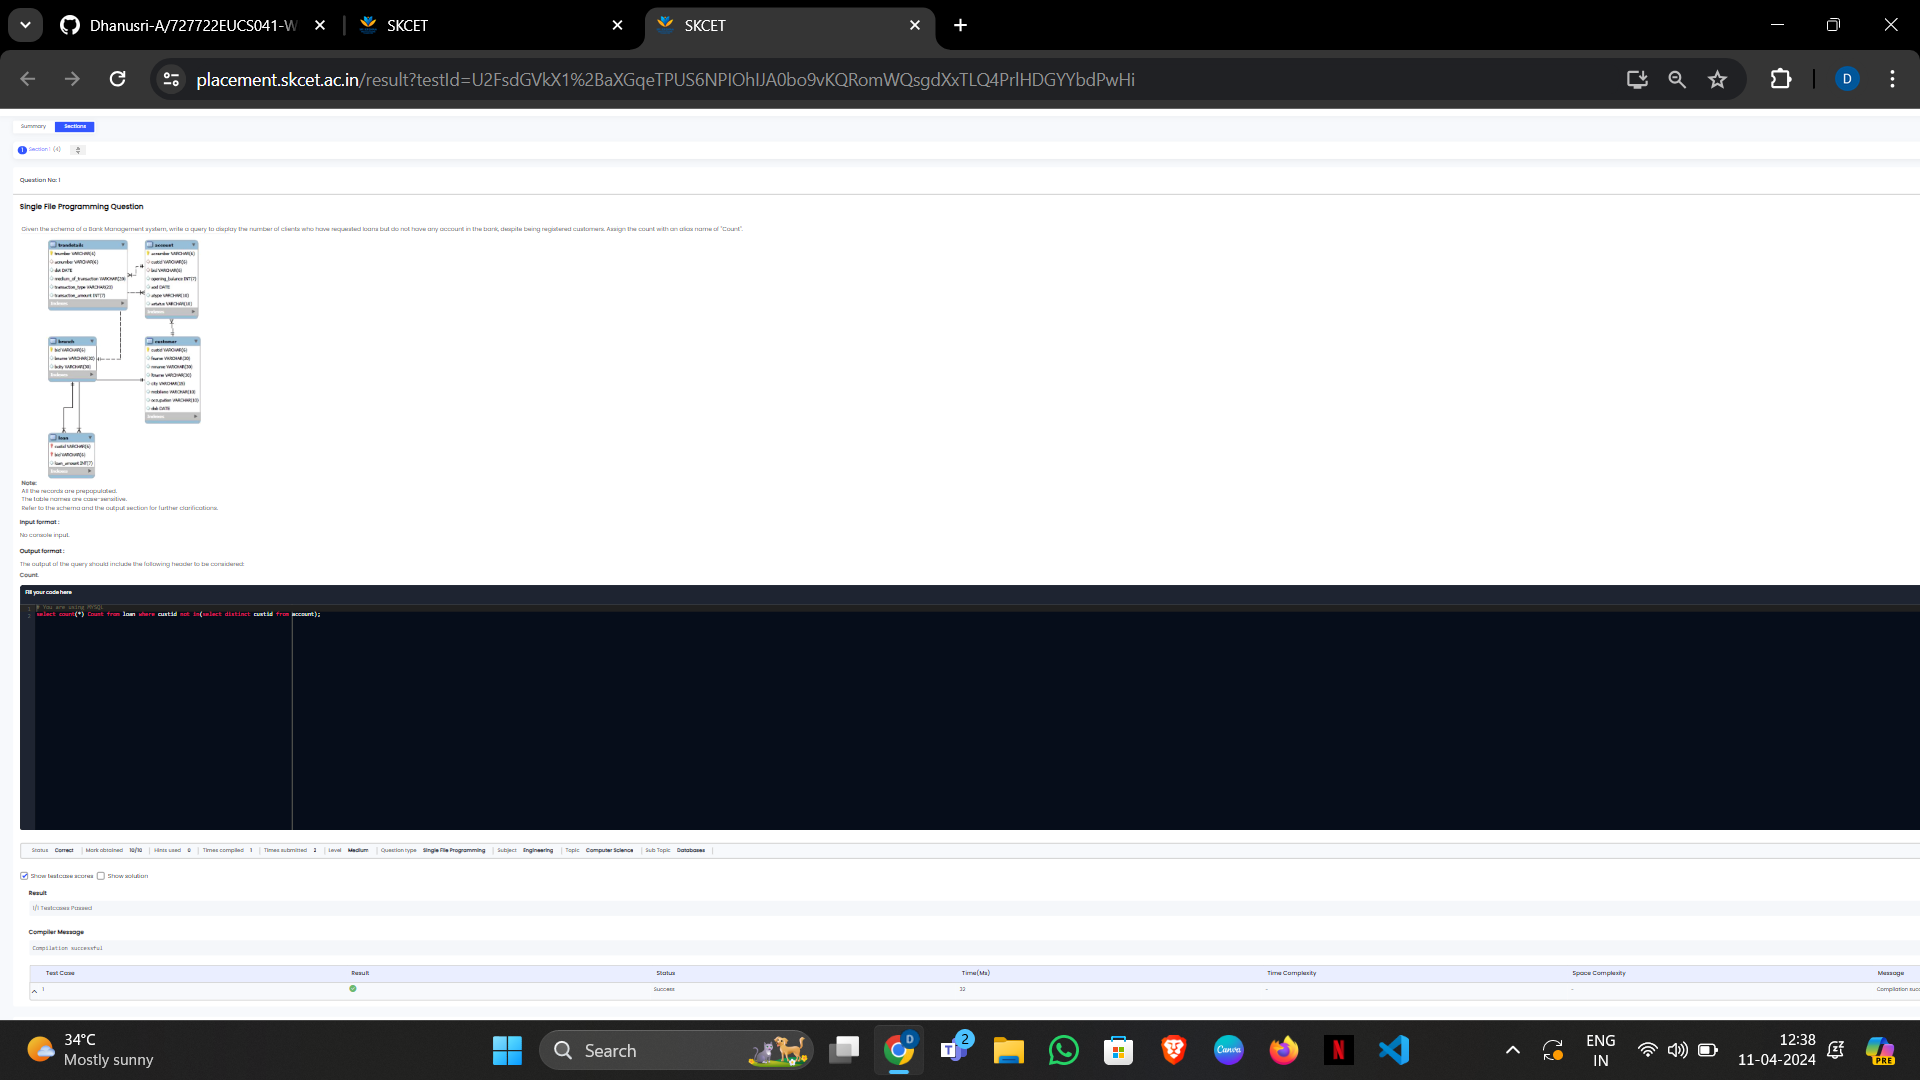 Dhanusri-A/727722EUCS041-W
SKCET
SKCET
placement.skcet.ac.in/result?testId=U2FsdGVkX1%2BaXGqeTPUS6NPIOhIJA0bo9vKQRomWQsgdXxTLQ4PrlHDGYYbdPwHi
D
Summary
Sections
1 Section 1 (4)
Question No: 1
Single File Programming Question
Given the schema of a Bank Management system, write a query to display the number of clients who have requested loans but do not have any account in the bank, despite being registered customers. Assign the count with an alias name of "Count".
trandetails
tnumber VARCHAR(6)
acnumber VARCHAR(6)
dot DATE
medium_of_transaction VARCHAR(20)
transaction_type VARCHAR(20)
transaction_amount INT(7)
Indexes
account
acnumber VARCHAR(6)
custid VARCHAR(6)
bid VARCHAR(6)
opening_balance INT(7)
aod DATE
atype VARCHAR(10)
astatus VARCHAR(10)
Indexes
branch
bid VARCHAR(6)
bname VARCHAR(30)
bcity VARCHAR(30)
Indexes
customer
custid VARCHAR(6)
fname VARCHAR(30)
mname VARCHAR(30)
ltname VARCHAR(30)
city VARCHAR(15)
mobileno VARCHAR(10)
occupation VARCHAR(10)
dob DATE
Indexes
loan
custid VARCHAR(6)
bid VARCHAR(6)
loan_amount INT(7)
Indexes
Note:
All the records are prepopulated.
The table names are case-sensitive.
Refer to the schema and the output section for further clarifications.
Input format :
No console input.
Output format :
The output of the query should include the following header to be considered:
Count.
Fill your code here
1 # You are using MYSQL
2 select count(*) Count from loan where custid not in(select distinct custid from account);
Status Correct | Mark obtained 10/10 | Hints used 0 | Times compiled 1 | Times submitted 2 | Level Medium | Question type Single File Programming | Subject Engineering | Topic Computer Science | Sub Topic Databases |
Show testcase scores Show solution
Result
1/1 Testcases Passed
Compiler Message
Compilation successful
Test Case Result Status Time(Ms) Time Complexity Space Complexity Message
1 Success 32 - - Compilation succ
34°C
Mostly sunny
Search
D
2
Canva
N
ENG
IN
12:38
11-04-2024
PRE